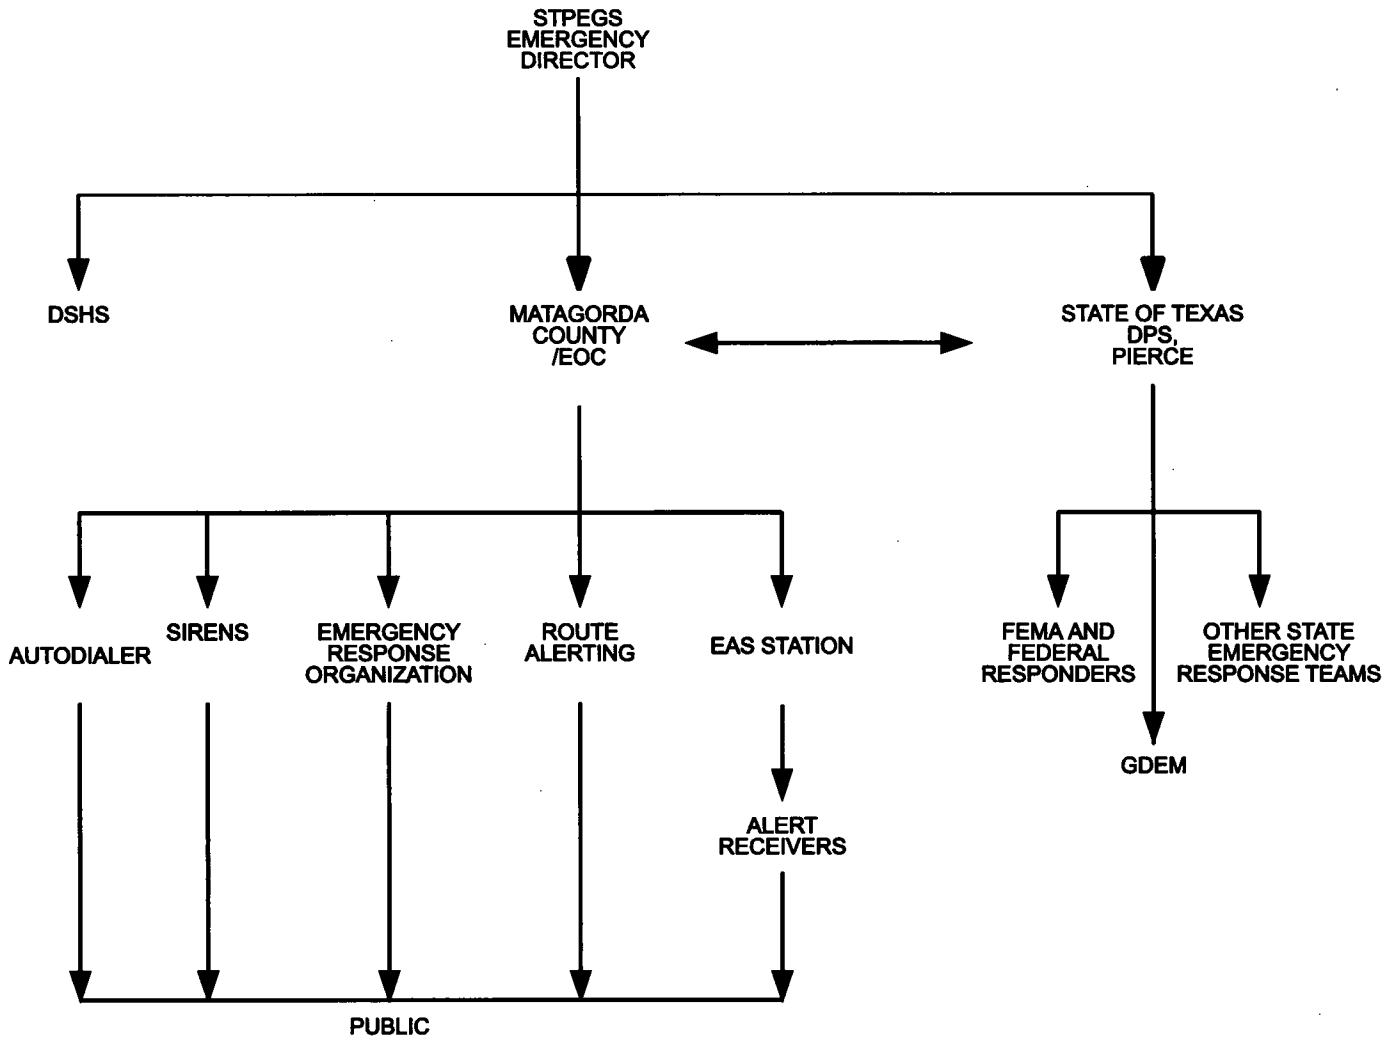 STPEGS
EMERGENCY
DIRECTOR
DSHS
MATAGORDA
COUNTY
/EOC
STATE OF TEXAS
DPS,
PIERCE
AUTODIALER
SIRENS
EMERGENCY
RESPONSE
ORGANIZATION
ROUTE
ALERTING
EAS STATION
FEMA AND
FEDERAL
RESPONDERS
OTHER STATE
EMERGENCY
RESPONSE TEAMS
GDEM
ALERT
RECEIVERS
PUBLIC